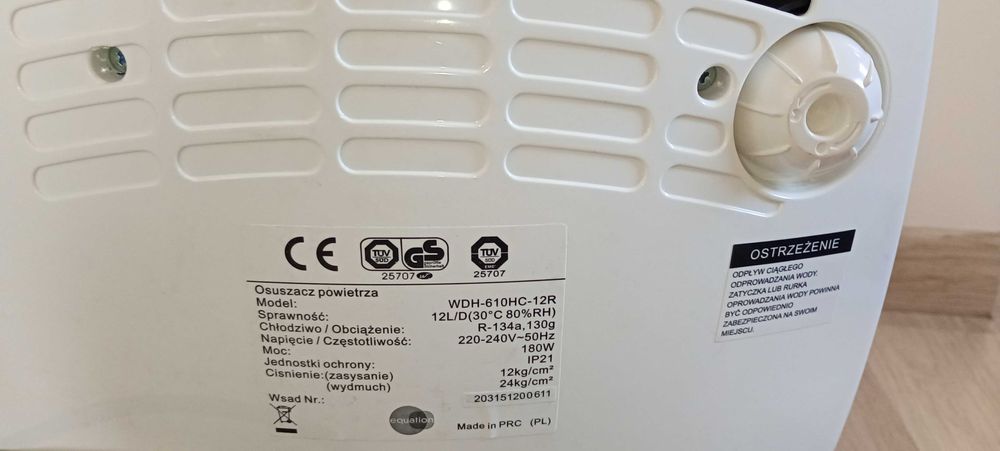 CE
TÜV
SÜD
GS
TÜV
SÜD
EMC
25707
25707
Osuszacz powietrza
Model: WDH-610HC-12R
Sprawność: 12L/D(30°C 80%RH)
Chłodziwo / Obciążenie: R-134a,130g
Napięcie / Częstotliwość: 220-240V~50Hz
Moc: 180W
Jednostki ochrony: IP21
Cisnienie:(zasysanie) 12kg/cm²
(wydmuch) 24kg/cm²
Wsad Nr.: 203151200611
equation
Made in PRC (PL)
OSTRZEŻENIE
ODPŁYW CIĄGŁEGO
ODPROWADZANIA WODY.
ZATYCZKA LUB RURKA
OPROWADZANIA WODY POWINNA
BYĆ ODPOWIEDNIO
ZABEZPIECZONA NA SWOIM
MIEJSCU.